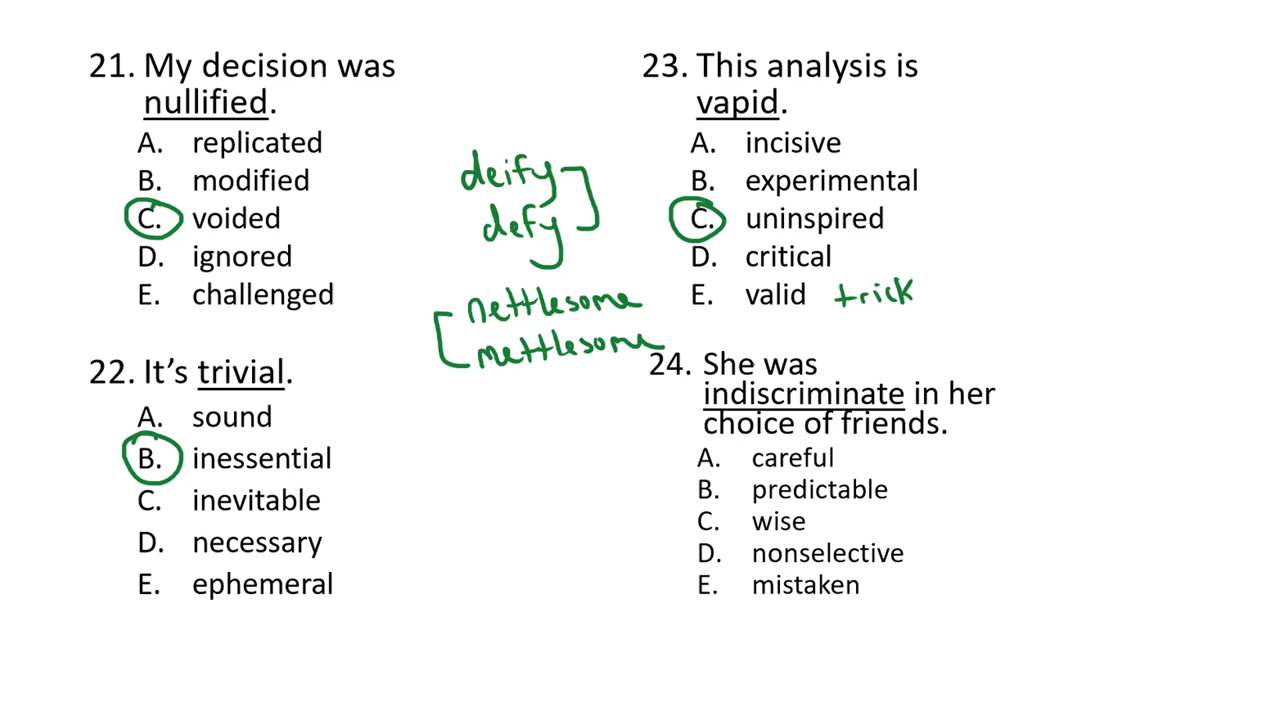 21. My decision was
nullified.
A. replicated
B. modified
C. voided
D. ignored
E. challenged
22. It's trivial.
A. sound
B. inessential
C. inevitable
D. necessary
E. ephemeral
deify
defy
nettlesome
mettlesome
23. This analysis is
vapid.
A. incisive
B. experimental
C. uninspired
D. critical
E. valid trick
24. She was
indiscriminate in her
choice of friends.
A. careful
B. predictable
C. wise
D. nonselective
E. mistaken